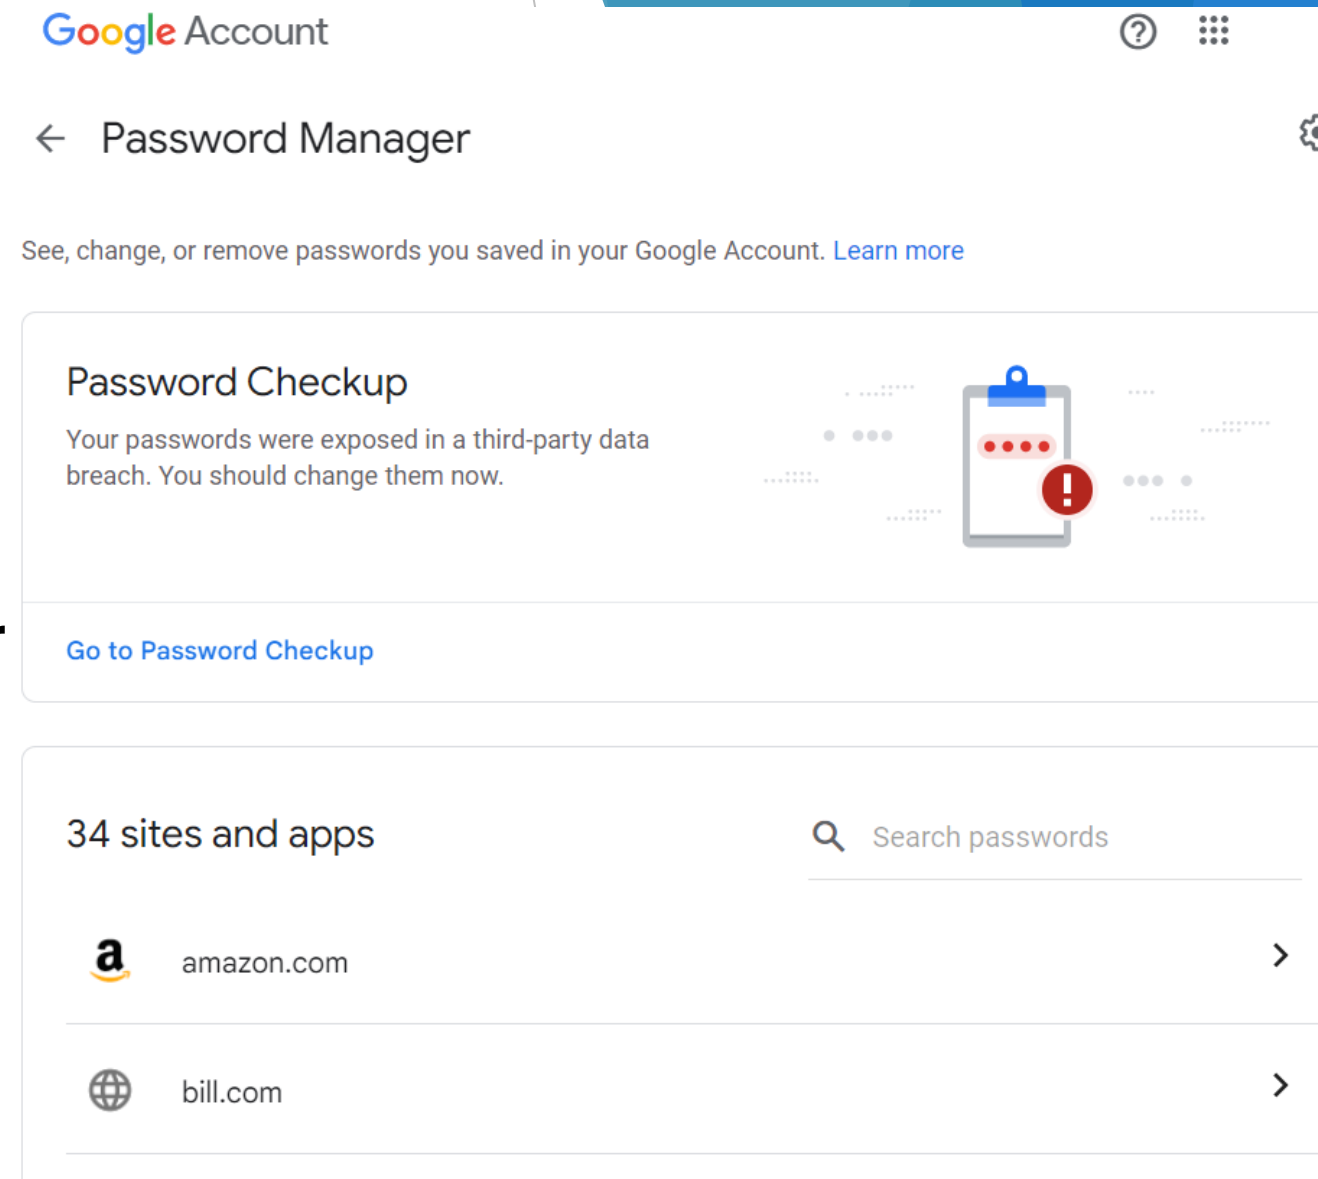 Google Account
Password Manager
See, change, or remove passwords you saved in your Google Account. Learn more
Password Checkup
Your passwords were exposed in a third-party data
breach. You should change them now.
Go to Password Checkup
34 sites and apps
Search passwords
amazon.com
bill.com